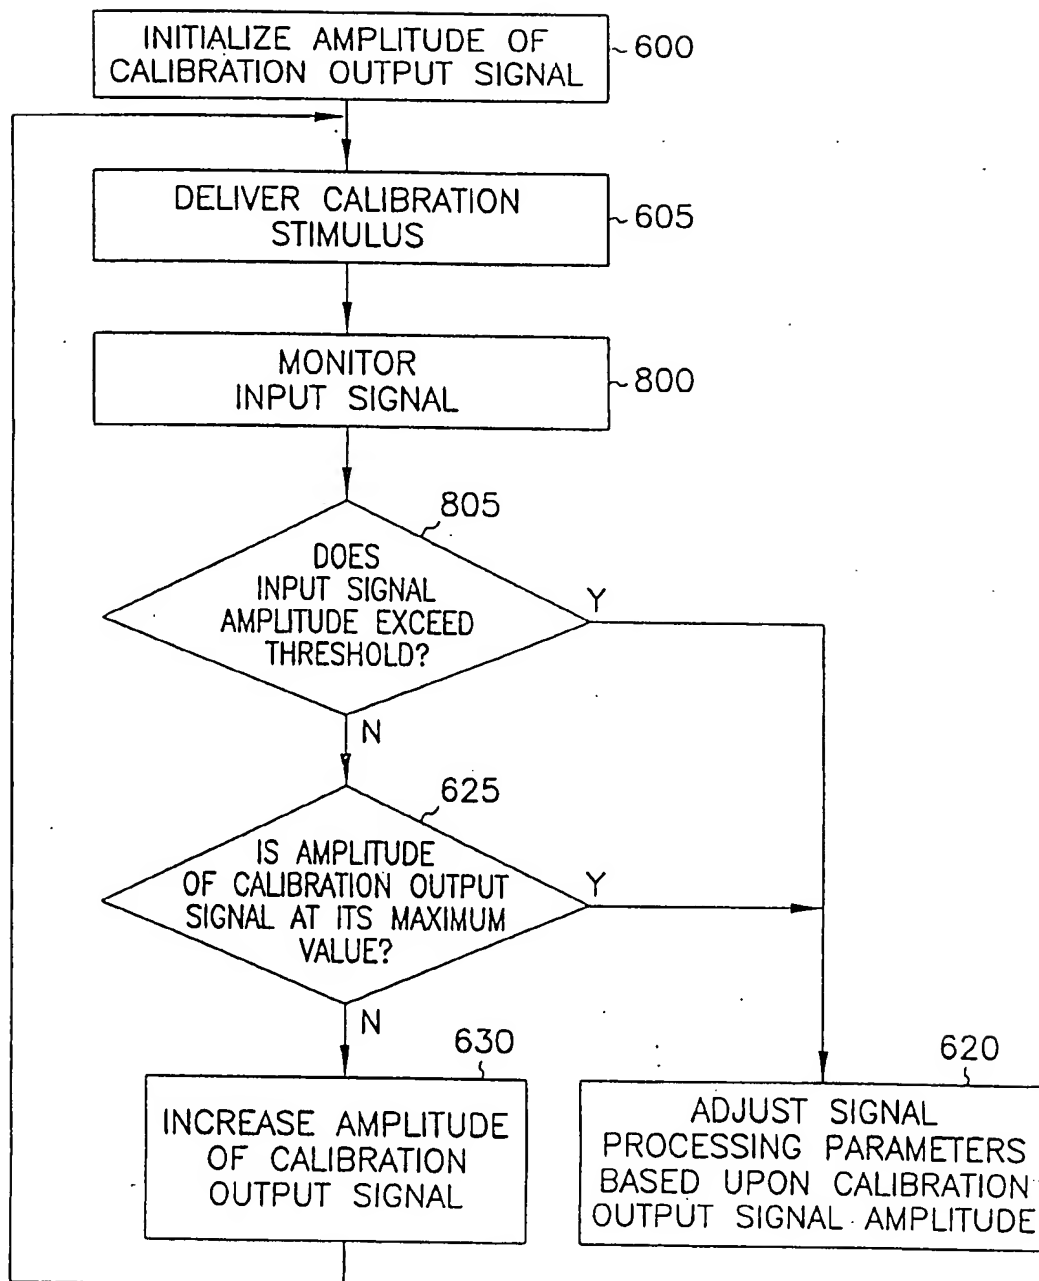 INITIALIZE AMPLITUDE OF
CALIBRATION OUTPUT SIGNAL
600
DELIVER CALIBRATION
STIMULUS
605
MONITOR
INPUT SIGNAL
800
805
DOES
INPUT SIGNAL
AMPLITUDE EXCEED
THRESHOLD?
Y
N
625
IS AMPLITUDE
OF CALIBRATION OUTPUT
SIGNAL AT ITS MAXIMUM
VALUE?
Y
N
630
INCREASE AMPLITUDE
OF CALIBRATION
OUTPUT SIGNAL
620
ADJUST SIGNAL
PROCESSING PARAMETERS
BASED UPON CALIBRATION
OUTPUT SIGNAL AMPLITUDE